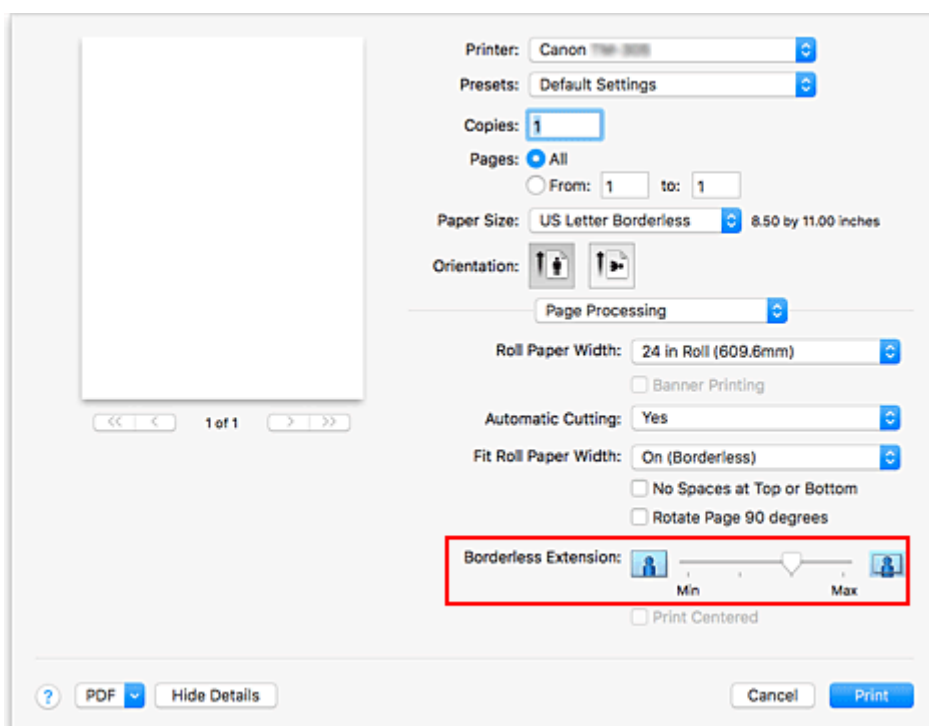 Printer: Canon
Presets: Default Settings
Copies: 1
Pages: All
From: 1 to: 1
Paper Size: US Letter Borderless 8.50 by 11.00 inches
Orientation:
Page Processing
Roll Paper Width: 24 in Roll (609.6mm)
Banner Printing
<< < 1 of 1 > >>
Automatic Cutting: Yes
Fit Roll Paper Width: On (Borderless)
No Spaces at Top or Bottom
Rotate Page 90 degrees
Borderless Extension:
Min Max
Print Centered
? PDF Hide Details Cancel Print